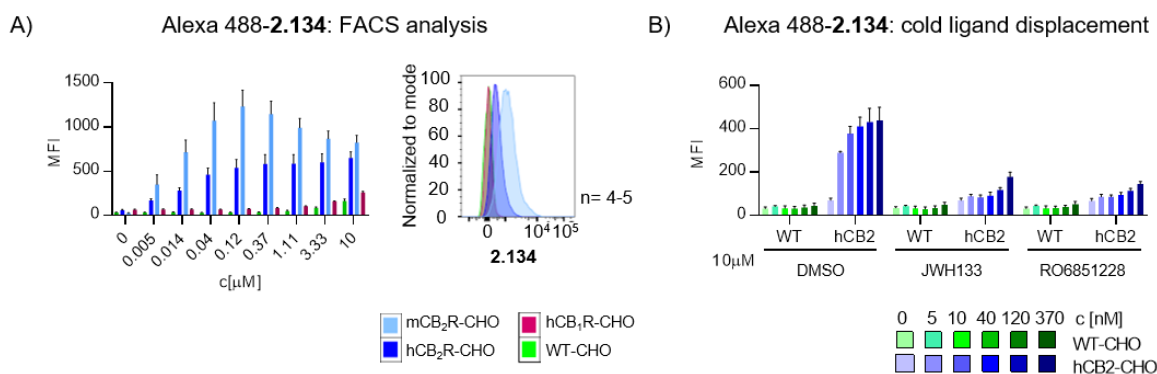 A) Alexa 488-2.134: FACS analysis
1500
1000
500
0
MFI
0 0.005 0.014 0.04 0.12 0.37 1.11 3.33 10
c[μM]
100
80
60
40
20
0
Normalized to mode
0 10⁴ 10⁵
2.134
n= 4-5
mCB₂R-CHO hCB₁R-CHO
hCB₂R-CHO WT-CHO
B) Alexa 488-2.134: cold ligand displacement
600
400
200
0
MFI
WT hCB2 WT hCB2 WT hCB2
10μM DMSO JWH133 RO6851228
0 5 10 40 120 370 c [nM]
WT-CHO
hCB2-CHO